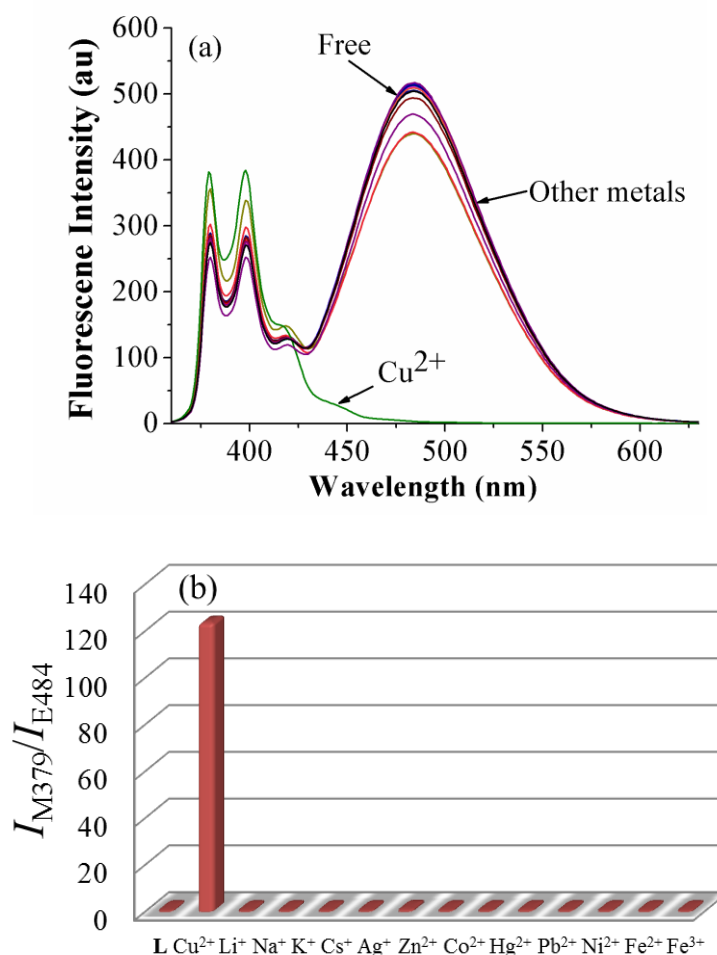 (a)
Free
Other metals
Cu2+
Fluorescene Intensity (au)
600
500
400
300
200
100
0
400 450 500 550 600
Wavelength (nm)
(b)
IM379/IE484
140
120
100
80
60
40
20
0
L Cu2+ Li+ Na+ K+ Cs+ Ag+ Zn2+ Co2+ Hg2+ Pb2+ Ni2+ Fe2+ Fe3+